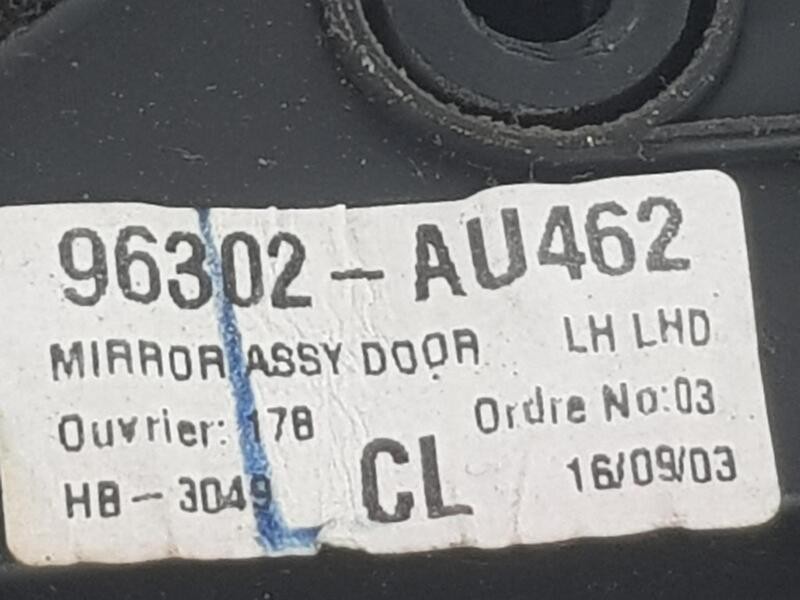 96302-AU462
MIRROR ASSY DOOR LH LHD
Ouvrier: 178 Ordre No:03
HB-3049 CL 16/09/03